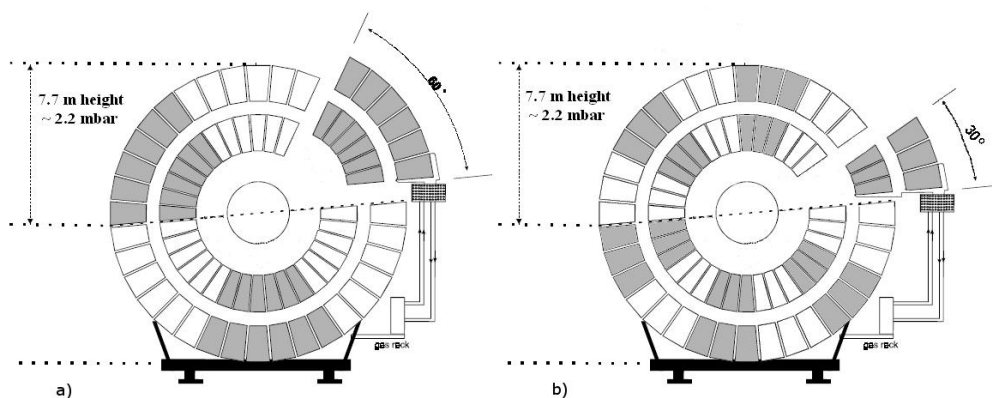 7.7 m height
~ 2.2 mbar
60°
gas rack
a)
7.7 m height
~ 2.2 mbar
30°
gas rack
b)